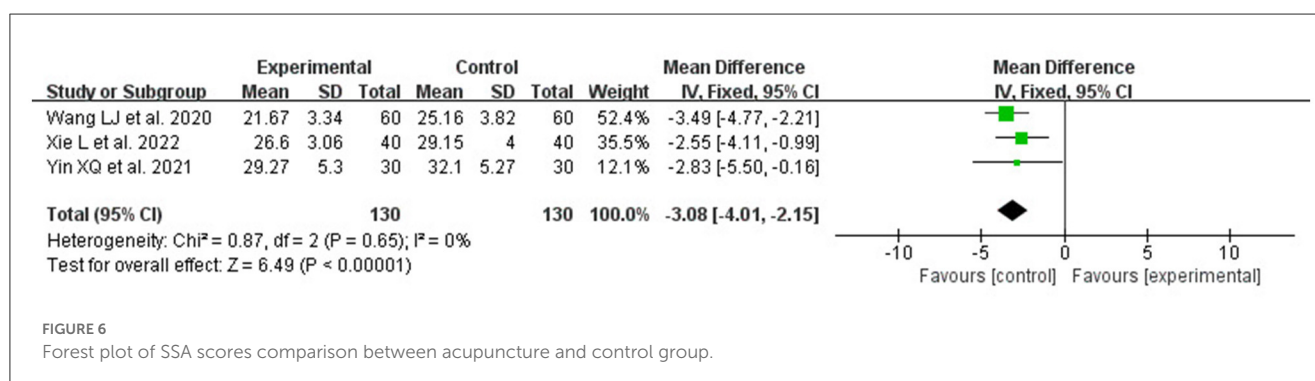 Experimental Control Mean Difference Mean Difference
Study or Subgroup Mean SD Total Mean SD Total Weight IV, Fixed, 95% CI IV, Fixed, 95% CI
Wang LJ et al. 2020 21.67 3.34 60 25.16 3.82 60 52.4% -3.49 [-4.77, -2.21]
Xie L et al. 2022 26.6 3.06 40 29.15 4 40 35.5% -2.55 [-4.11, -0.99]
Yin XQ et al. 2021 29.27 5.3 30 32.1 5.27 30 12.1% -2.83 [-5.50, -0.16]
Total (95% CI) 130 130 100.0% -3.08 [-4.01, -2.15]
Heterogeneity: Chi² = 0.87, df = 2 (P = 0.65); I² = 0%
Test for overall effect: Z = 6.49 (P < 0.00001)
-10 -5 0 5 10
Favours [control] Favours [experimental]
FIGURE 6
Forest plot of SSA scores comparison between acupuncture and control group.